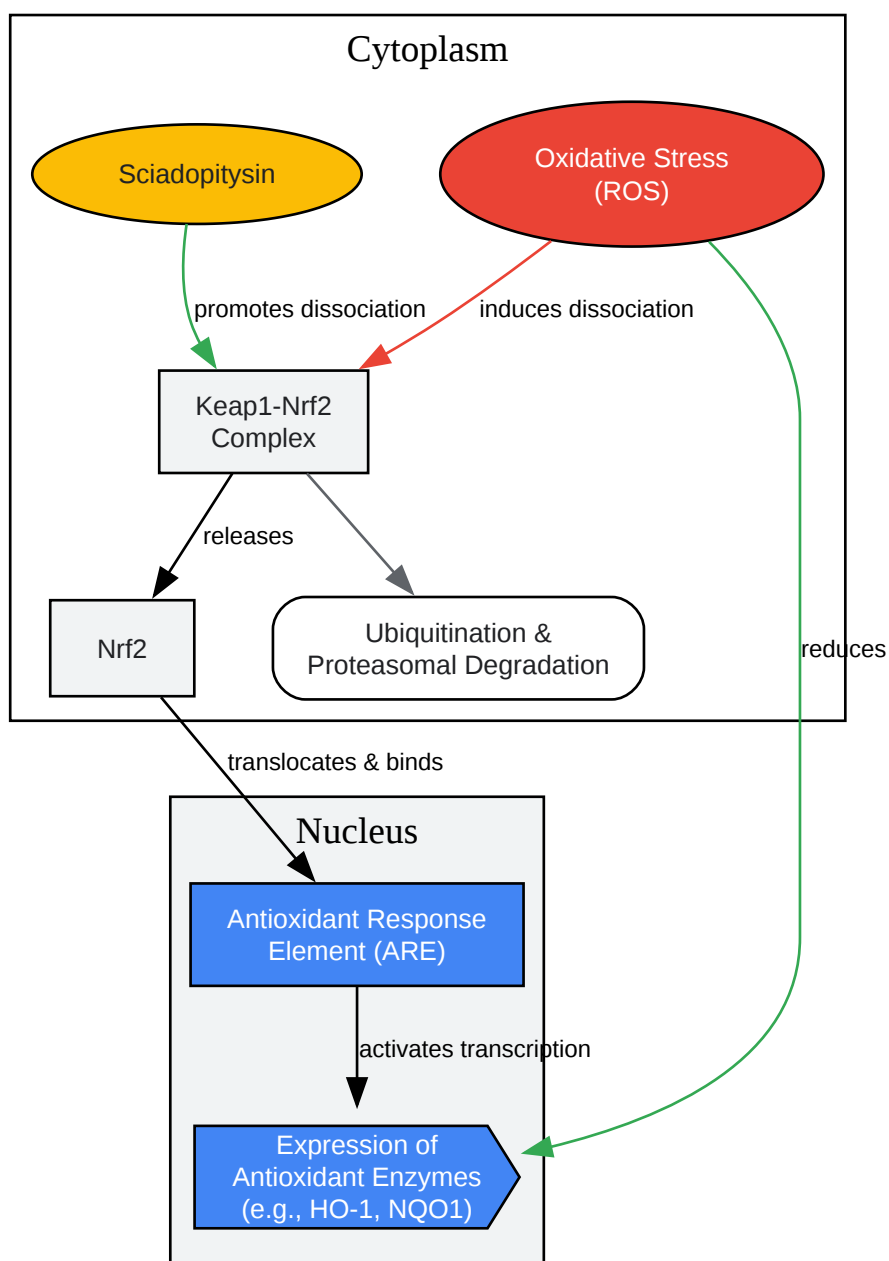 Cytoplasm
Sciadopitysin
Oxidative Stress
(ROS)
promotes dissociation
induces dissociation
Keap1-Nrf2
Complex
releases
Nrf2
Ubiquitination &
Proteasomal Degradation
reduces
translocates & binds
Nucleus
Antioxidant Response
Element (ARE)
activates transcription
Expression of
Antioxidant Enzymes
(e.g., HO-1, NQO1)